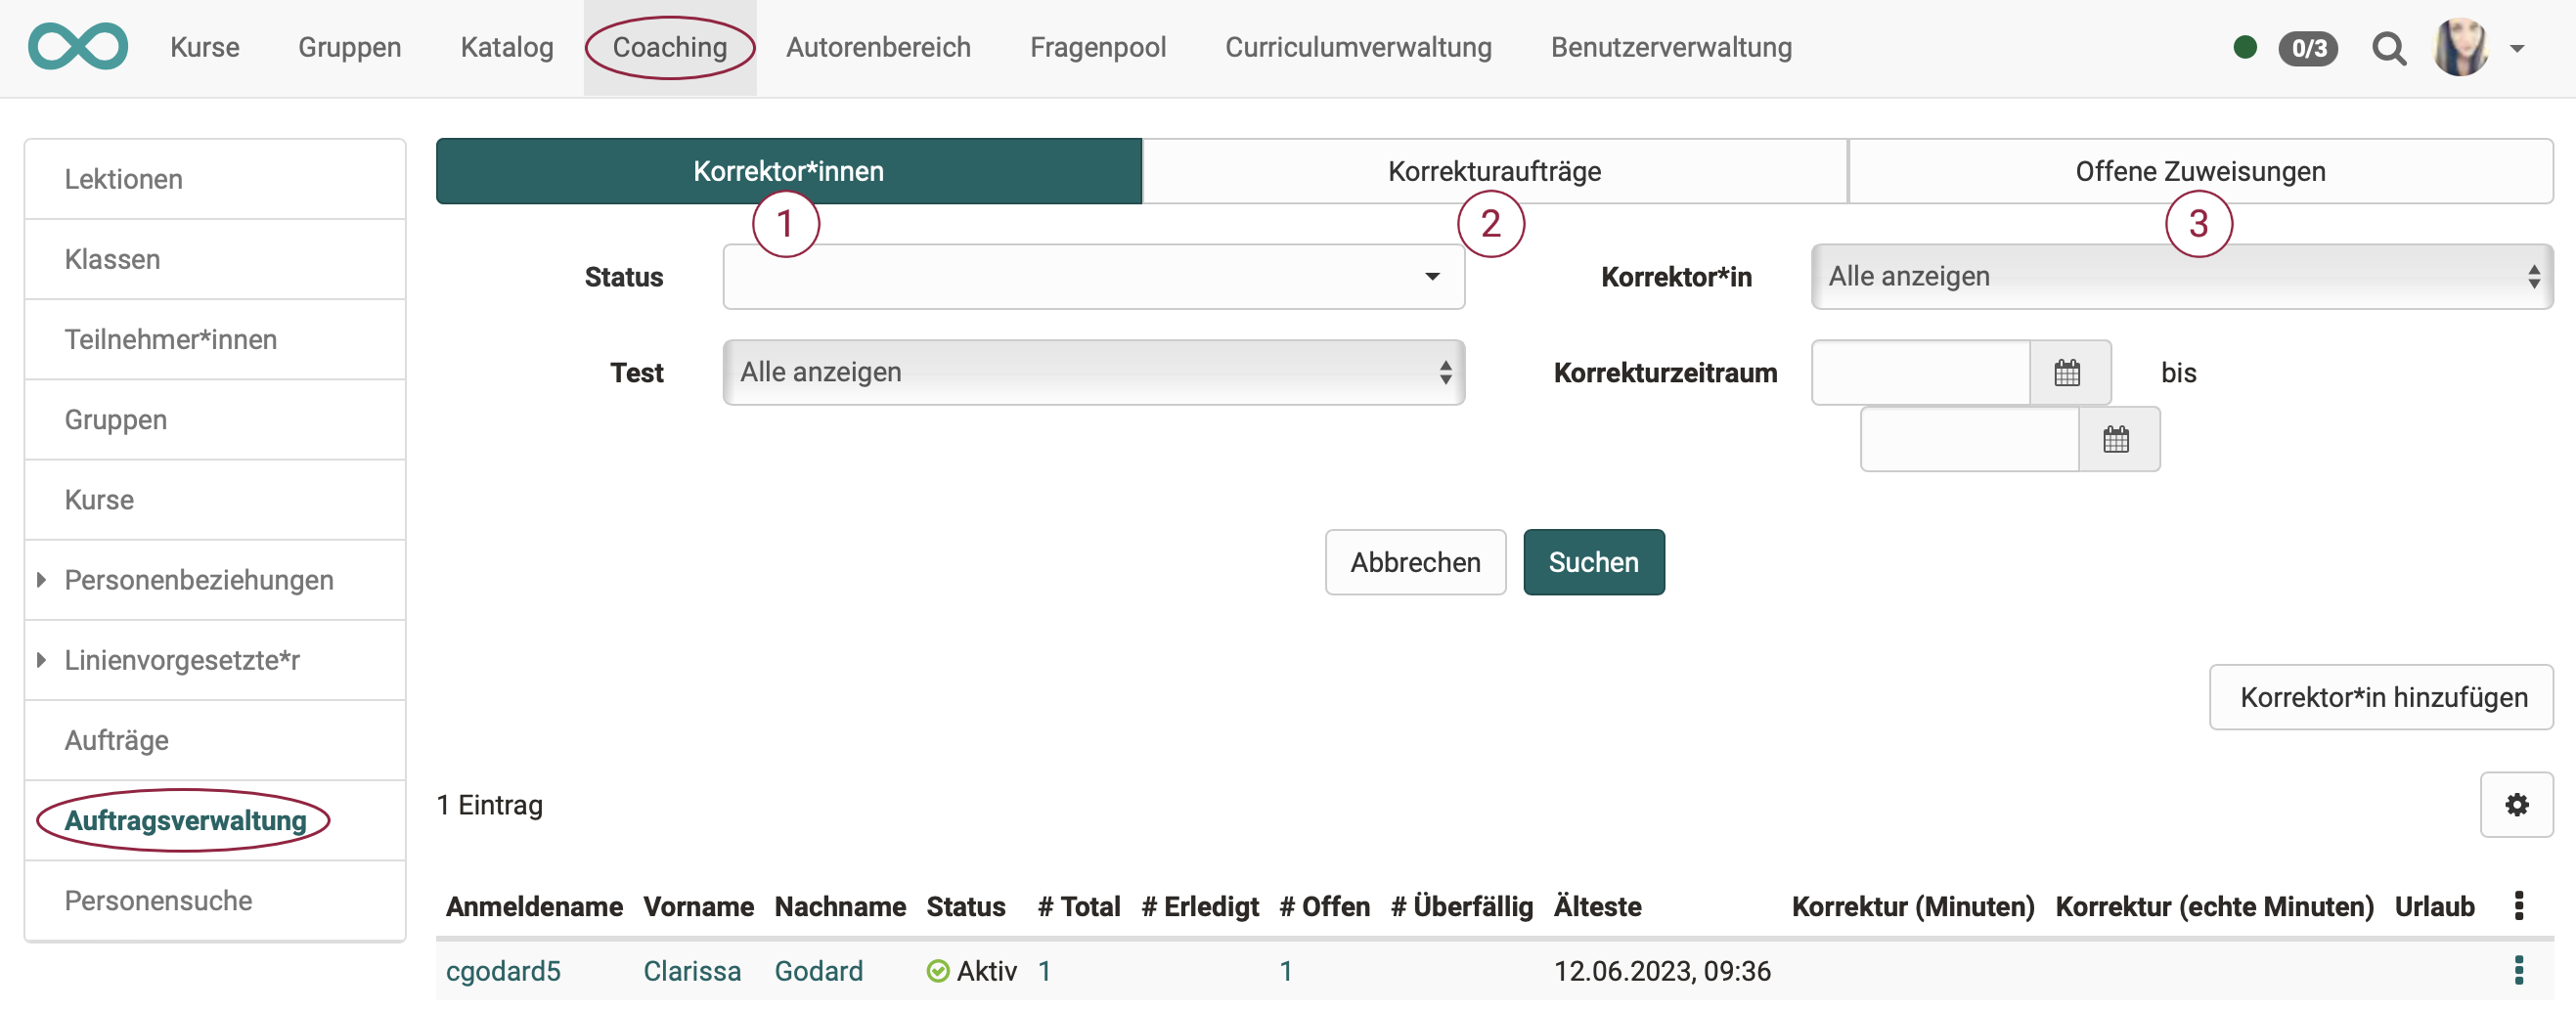 Kurse Gruppen Katalog Coaching Autorenbereich Fragenpool Curriculumverwaltung Benutzerverwaltung 0/3
Lektionen
Klassen
Teilnehmer*innen
Gruppen
Kurse
Personenbeziehungen
Linienvorgesetzte*r
Aufträge
Auftragsverwaltung
Personensuche
Korrektor*innen Korrekturaufträge Offene Zuweisungen
1 2 3
Status Korrektor*in Alle anzeigen
Test Alle anzeigen Korrekturzeitraum bis
Abbrechen Suchen
Korrektor*in hinzufügen
1 Eintrag
Anmeldename Vorname Nachname Status # Total # Erledigt # Offen # Überfällig Älteste Korrektur (Minuten) Korrektur (echte Minuten) Urlaub
cgodard5 Clarissa Godard Aktiv 1 1 12.06.2023, 09:36